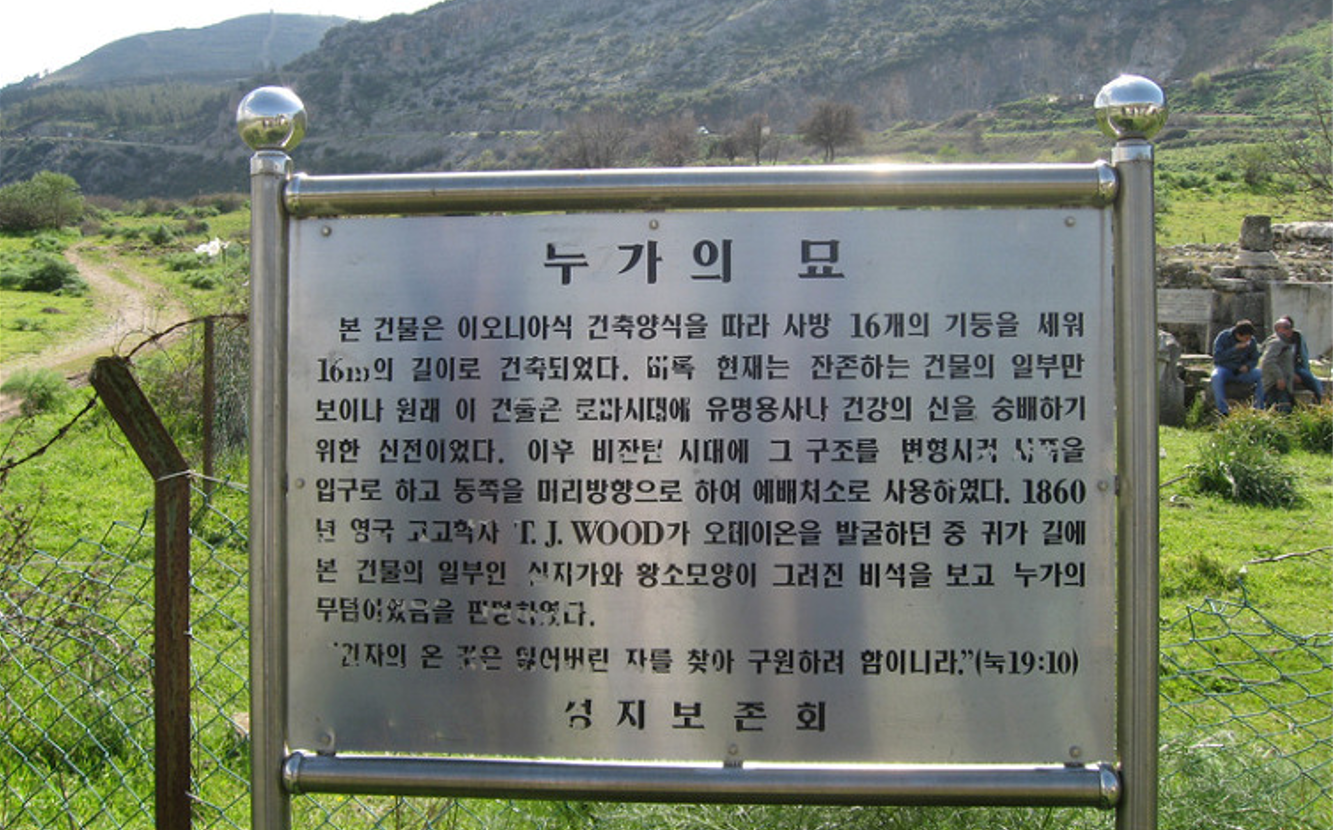 누가의 묘
본 건물은 이오니아식 건축양식을 따라 사방 16개의 기둥을 세워
16m의 길이로 건축되었다. 비록 현재는 잔존하는 건물의 일부만
보이나 원래 이 건물은 로마시대에 유명용사나 건강의 신을 숭배하기
위한 신전이었다. 이후 비잔틴 시대에 그 구조를 변형시켜 서쪽을
입구로 하고 동쪽을 머리방향으로 하여 예배처소로 사용하였다. 1860
년 영국 고고학자 T. J. WOOD가 오데이온을 발굴하던 중 귀가 길에
본 건물의 일부인 십자가와 황소모양이 그려진 비석을 보고 누가의
무덤이었음을 판명하였다.
"인자의 온 것은 잃어버린 자를 찾아 구원하려 함이니라."(눅19:10)
성지보존회